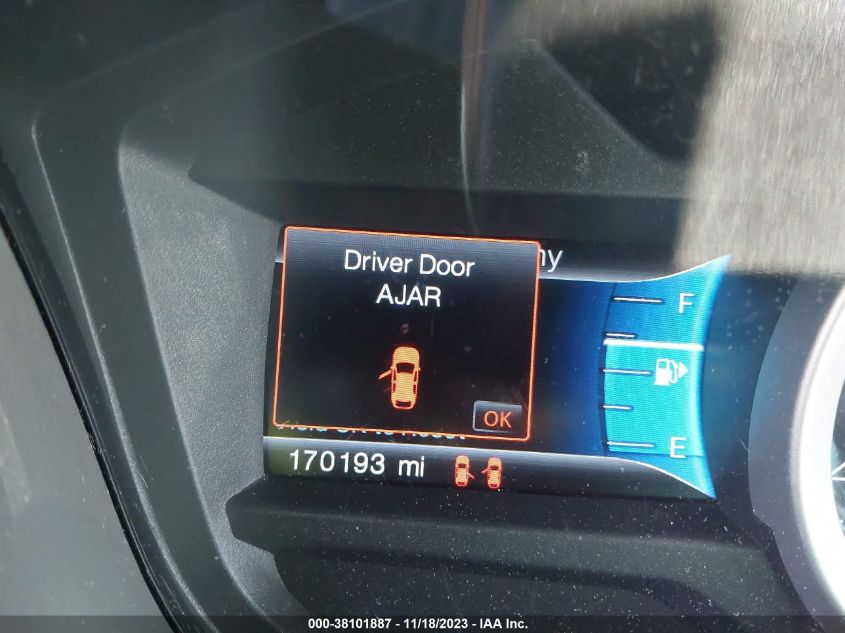 Driver Door
AJAR
OK
F
E
170193 mi
000-38101887 - 11/18/2023 - IAA Inc.